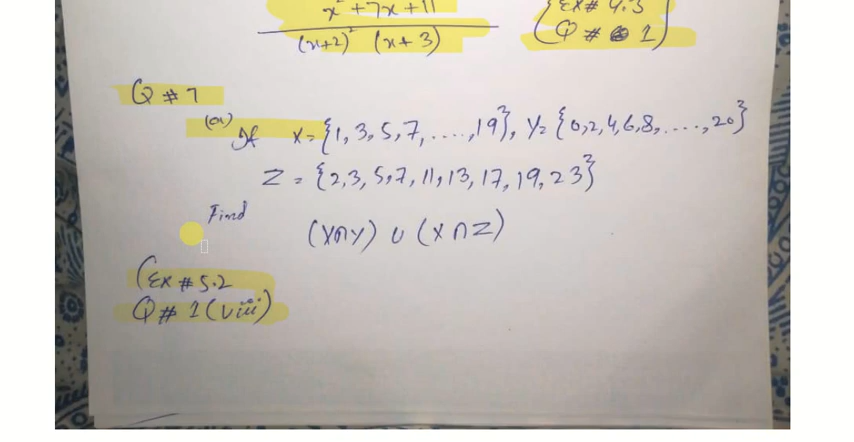 x² + 7x + 11
(x+2)² (x+3)
(Ex # 4.3
Q # 1)
Q # 7
(a) If X = {1, 3, 5, 7, ...., 19}, Y = {0, 2, 4, 6, 8, ...., 20}
Z = {2, 3, 5, 7, 11, 13, 17, 19, 23}
Find
(X∩Y) ∪ (X∩Z)
(Ex # 5.2
Q # 1 (viii)